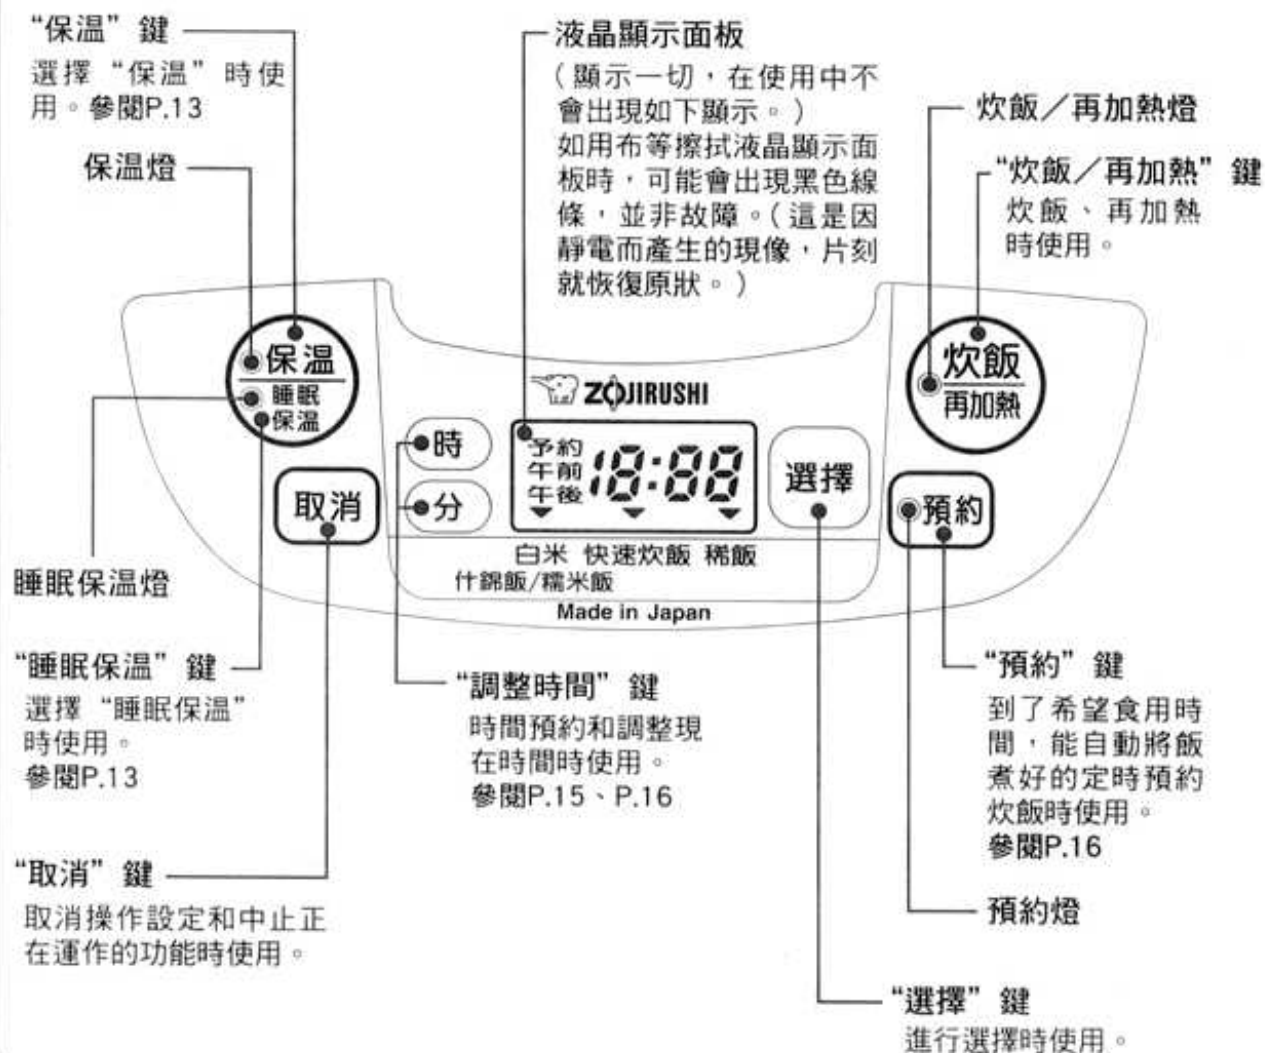 “保温” 鍵
選擇 “保温” 時使
用。參閱P.13
保温燈
液晶顯示面板
（顯示一切，在使用中不
會出現如下顯示。）
如用布等擦拭液晶顯示面
板時，可能會出現黑色線
條，並非故障。（這是因
靜電而產生的現像，片刻
就恢復原狀。）
炊飯／再加熱燈
“炊飯／再加熱” 鍵
炊飯、再加熱
時使用。
保温
睡眠
保温
取消
ZOJIRUSHI
時
分
予約
午前
午後
18:88
選擇
炊飯
再加熱
預約
白米 快速炊飯 稀飯
什錦飯/糯米飯
Made in Japan
睡眠保温燈
“睡眠保温” 鍵
選擇 “睡眠保温”
時使用。
參閱P.13
“調整時間” 鍵
時間預約和調整現
在時間時使用。
參閱P.15、P.16
“預約” 鍵
到了希望食用時
間，能自動將飯
煮好的定時預約
炊飯時使用。
參閱P.16
預約燈
“取消” 鍵
取消操作設定和中止正
在運作的功能時使用。
“選擇” 鍵
進行選擇時使用。